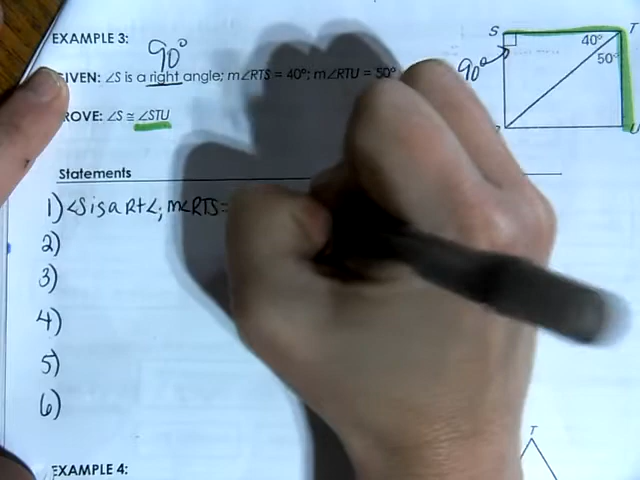 EXAMPLE 3:
90°
GIVEN: ∠S is a right angle; m∠RTS = 40°; m∠RTU = 50°
PROVE: ∠S ≅ ∠STU
S
T
40°
50°
90°
U
Statements
1) ∠S is a Rt ∠; m∠RTS=
2)
3)
4)
5)
6)
T
EXAMPLE 4: